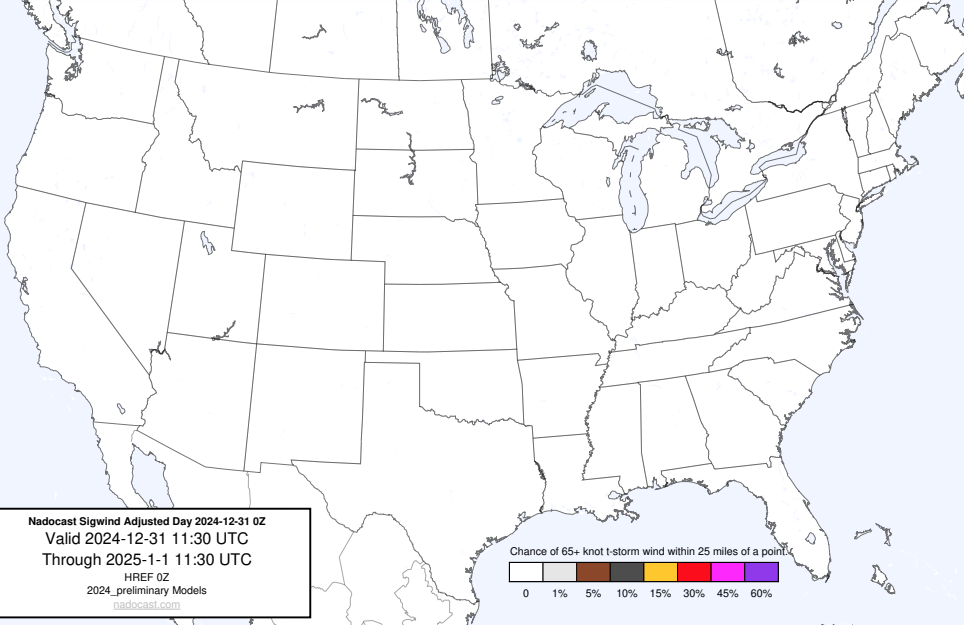 Nadocast Sigwind Adjusted Day 2024-12-31 0Z
Valid 2024-12-31 11:30 UTC
Through 2025-1-1 11:30 UTC
HREF 0Z
2024_preliminary Models
nadocast.com
Chance of 65+ knot t-storm wind within 25 miles of a point.
0 1% 5% 10% 15% 30% 45% 60%